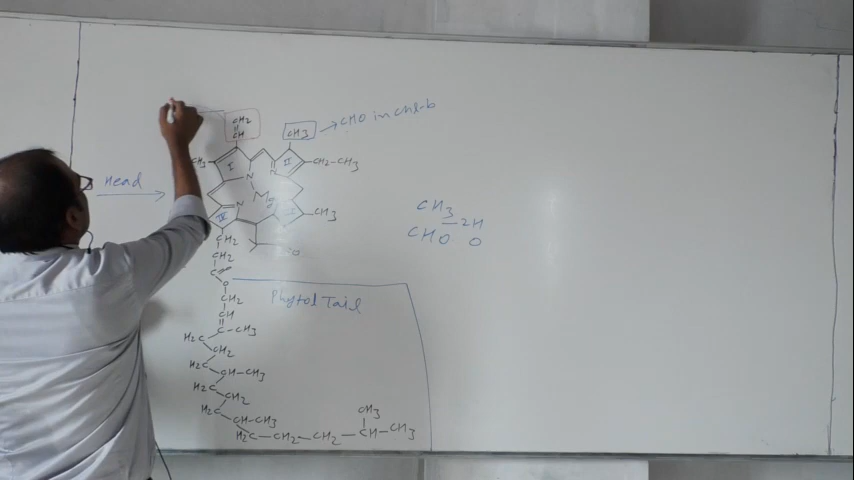 CH2
CH
CH3 → CHO in Chl-b
CH3 I II CH2-CH3
Head
N N
Mg
N
IV CH3
CH3
2H
CHO O
CH2
O
CH2
C
O
Phytol Tail
CH2
CH
C-CH3
H2C
CH2
H2C CH-CH3
H2C CH2
H2C CH-CH3
CH3
H2C-CH2-CH2-CH-CH3